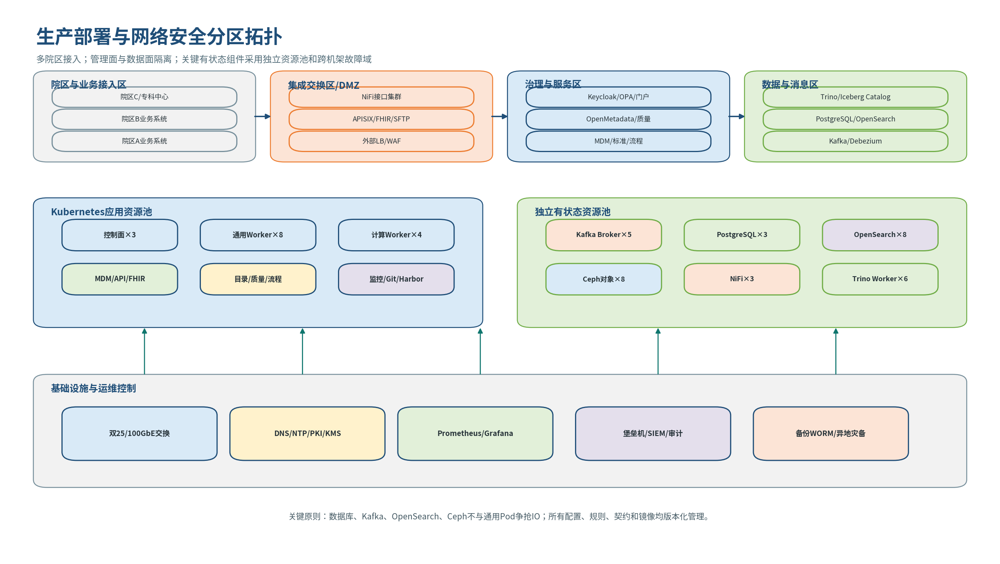 生产部署与网络安全分区拓扑
多院区接入；管理面与数据面隔离；关键有状态组件采用独立资源池和跨机架故障域
院区与业务接入区
院区C/专科中心
院区B业务系统
院区A业务系统
集成交换区/DMZ
NiFi接口集群
APISIX/FHIR/SFTP
外部LB/WAF
治理与服务区
Keycloak/OPA/门户
OpenMetadata/质量
MDM/标准/流程
数据与消息区
Trino/Iceberg Catalog
PostgreSQL/OpenSearch
Kafka/Debezium
Kubernetes应用资源池
控制面×3
通用Worker×8
计算Worker×4
MDM/API/FHIR
目录/质量/流程
监控/Git/Harbor
独立有状态资源池
Kafka Broker×5
PostgreSQL×3
OpenSearch×8
Ceph对象×8
NiFi×3
Trino Worker×6
基础设施与运维控制
双25/100GbE交换
DNS/NTP/PKI/KMS
Prometheus/Grafana
堡垒机/SIEM/审计
备份WORM/异地灾备
关键原则：数据库、Kafka、OpenSearch、Ceph不与通用Pod争抢IO；所有配置、规则、契约和镜像均版本化管理。